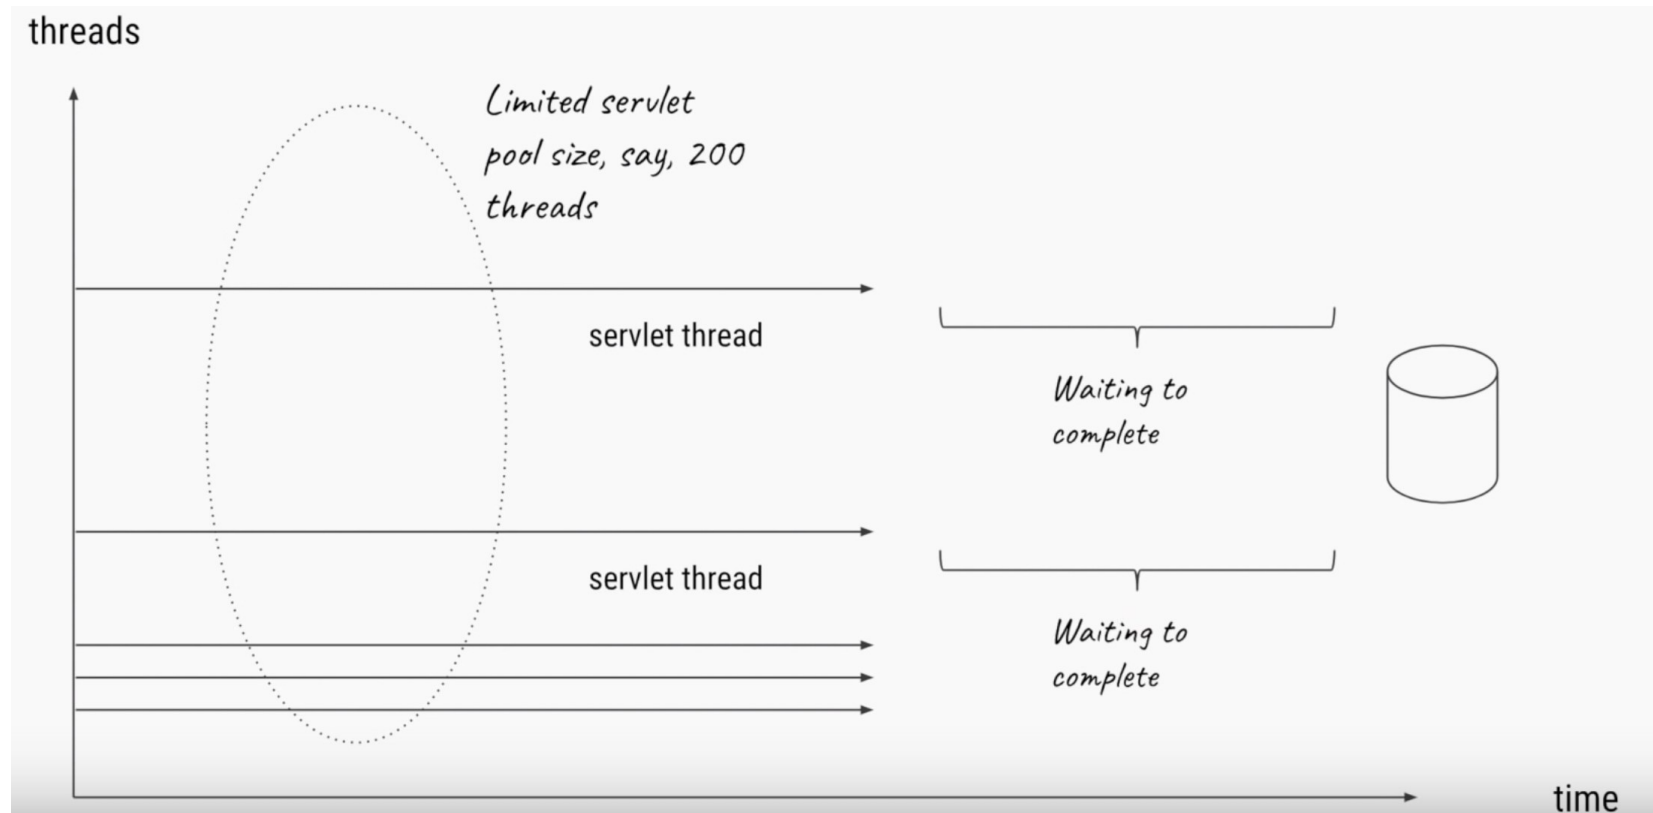 threads
Limited servlet
pool size, say, 200
threads
servlet thread
Waiting to
complete
servlet thread
Waiting to
complete
time